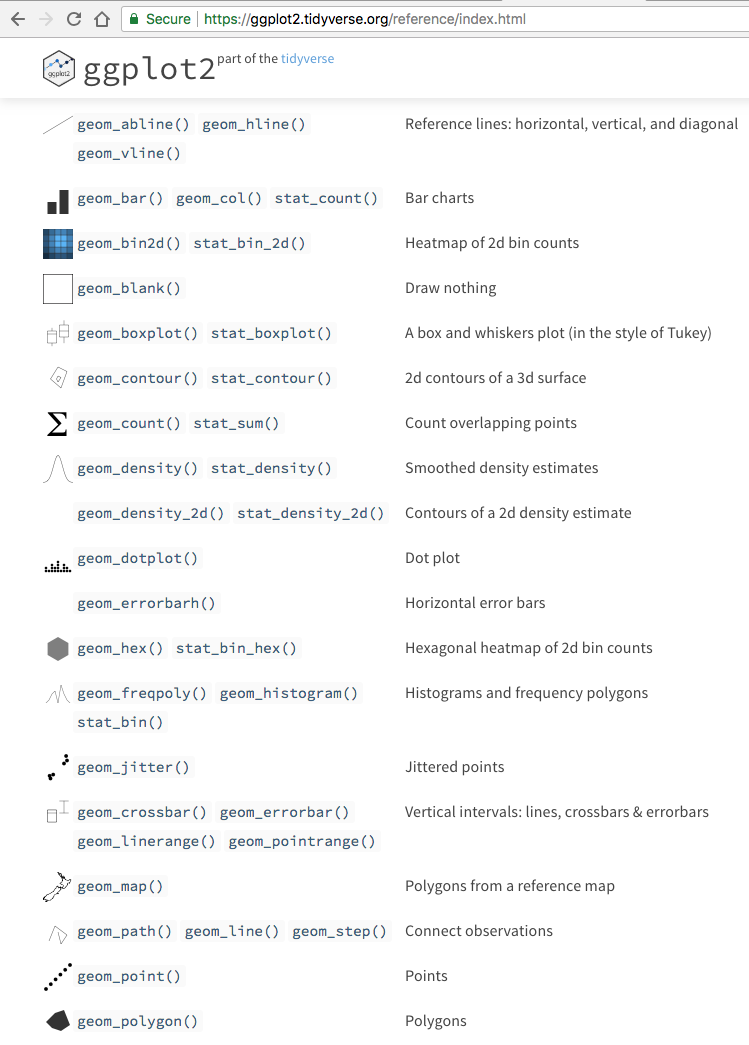 Secure https://ggplot2.tidyverse.org/reference/index.html
ggplot2 ggplot2 part of the tidyverse
geom_abline() geom_hline() Reference lines: horizontal, vertical, and diagonal
geom_vline()
geom_bar() geom_col() stat_count() Bar charts
geom_bin2d() stat_bin_2d() Heatmap of 2d bin counts
geom_blank() Draw nothing
geom_boxplot() stat_boxplot() A box and whiskers plot (in the style of Tukey)
geom_contour() stat_contour() 2d contours of a 3d surface
Σ geom_count() stat_sum() Count overlapping points
geom_density() stat_density() Smoothed density estimates
geom_density_2d() stat_density_2d() Contours of a 2d density estimate
geom_dotplot() Dot plot
geom_errorbarh() Horizontal error bars
geom_hex() stat_bin_hex() Hexagonal heatmap of 2d bin counts
geom_freqpoly() geom_histogram() Histograms and frequency polygons
stat_bin()
geom_jitter() Jittered points
geom_crossbar() geom_errorbar() Vertical intervals: lines, crossbars & errorbars
geom_linerange() geom_pointrange()
geom_map() Polygons from a reference map
geom_path() geom_line() geom_step() Connect observations
geom_point() Points
geom_polygon() Polygons